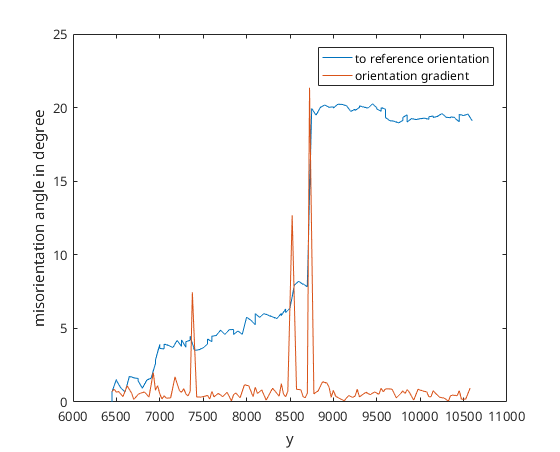 25
20
15
10
5
0
misorientation angle in degree
to reference orientation
orientation gradient
6000 6500 7000 7500 8000 8500 9000 9500 10000 10500 11000
y